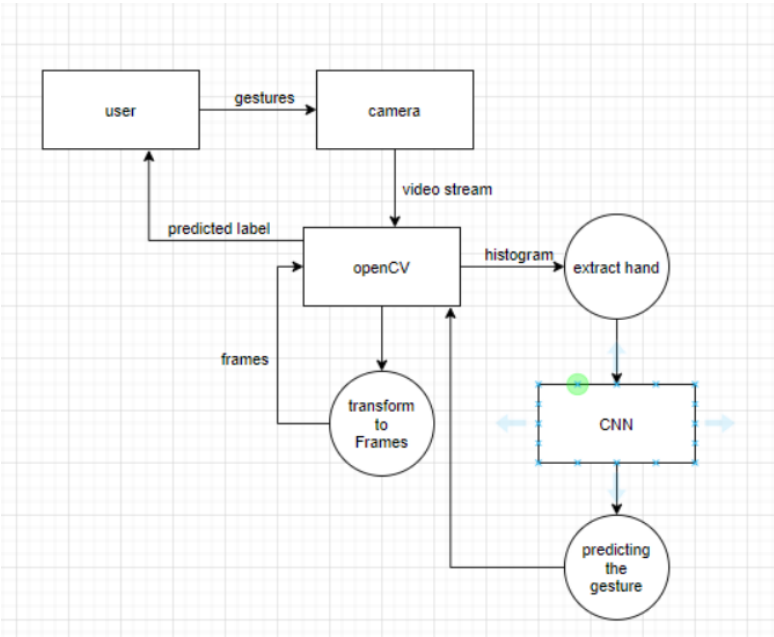 gestures
user
camera
video stream
predicted label
histogram
openCV
extract hand
frames
transform
to
Frames
CNN
predicting
the
gesture